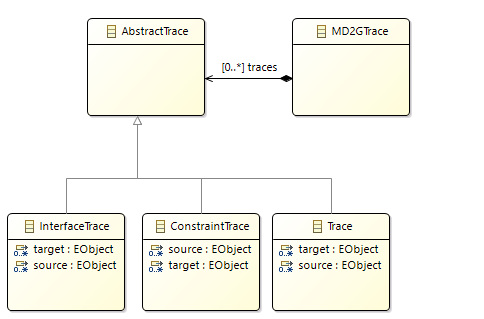 AbstractTrace
MD2GTrace
[0..*] traces
InterfaceTrace
0..* target : EObject
0..* source : EObject
ConstraintTrace
0..* source : EObject
0..* target : EObject
Trace
0..* target : EObject
0..* source : EObject